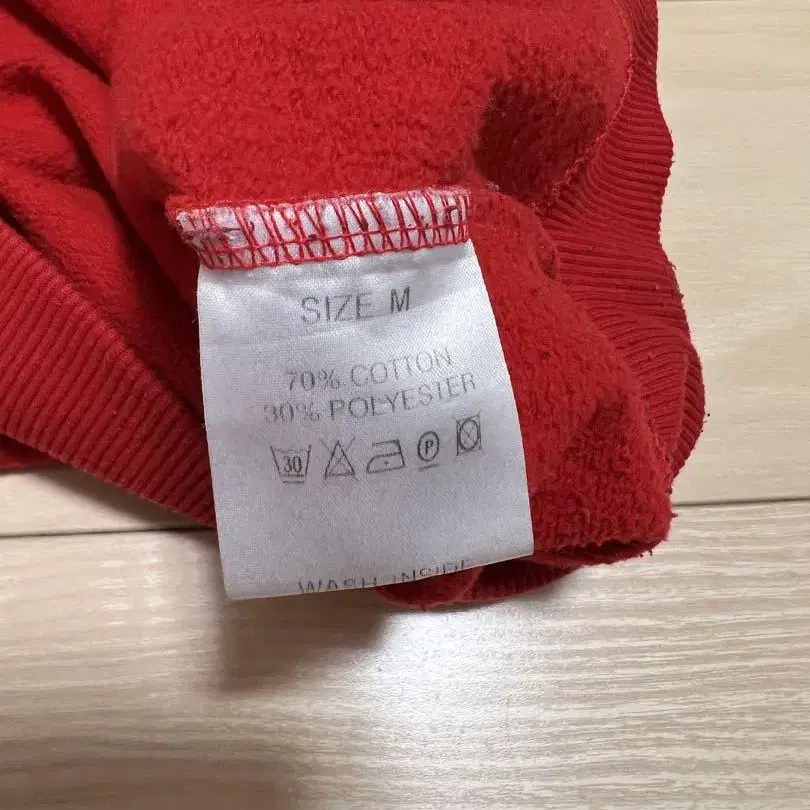 SIZE M
70% COTTON
30% POLYESTER
30 P
WASH INSIDE